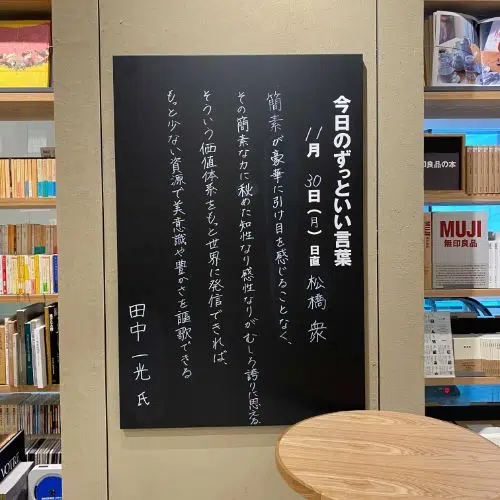 今日のずっといい言葉
11月30日(月) 日直 松橋 衆
簡素が豪華に引け目を感じることなく、
その簡素な力に秘めた知性なり感性なりがむしろ誇りに思える
そういう価値体系をもっと世界に発信できれば、
もっと少ない資源で美意識や豊かさを謳歌できる
田中一光 氏
無印良品の本
MUJI
無印良品